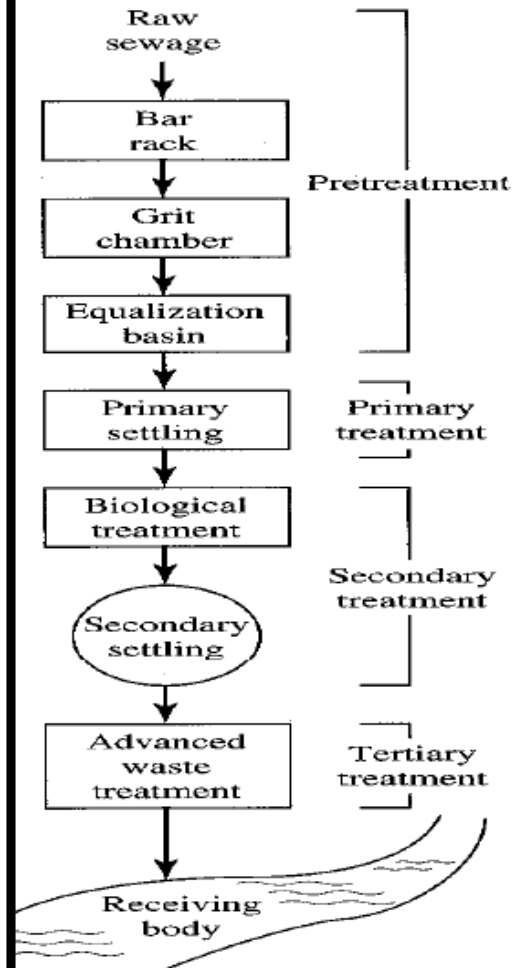 Raw
sewage
Bar
rack
Pretreatment
Grit
chamber
Equalization
basin
Primary
settling
Primary
treatment
Biological
treatment
Secondary
treatment
Secondary
settling
Advanced
waste
treatment
Tertiary
treatment
Receiving
body